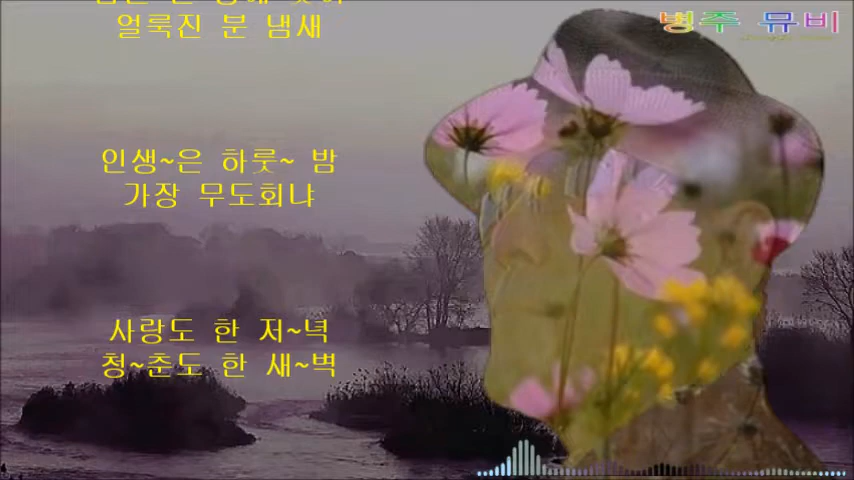 병주 뮤비
얼룩진 분 냄새
인생~은 하룻~ 밤
가장 무도회냐
사랑도 한 저~녁
청~춘도 한 새~벽